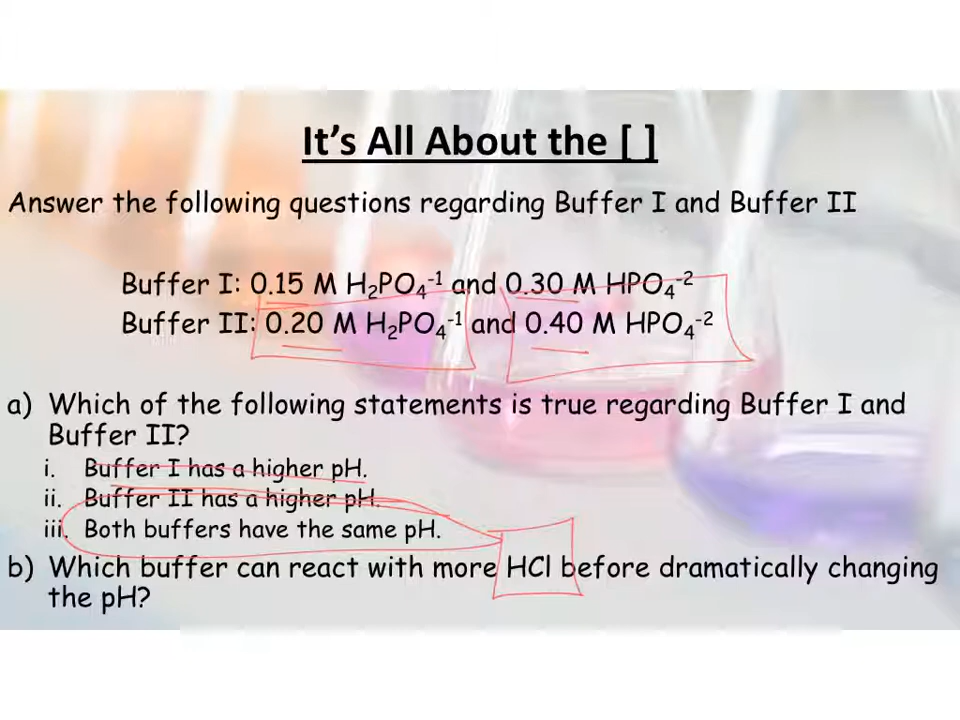 It's All About the [ ]
Answer the following questions regarding Buffer I and Buffer II
Buffer I: 0.15 M H₂PO₄⁻¹ and 0.30 M HPO₄⁻²
Buffer II: 0.20 M H₂PO₄⁻¹ and 0.40 M HPO₄⁻²
a) Which of the following statements is true regarding Buffer I and
Buffer II?
i. Buffer I has a higher pH.
ii. Buffer II has a higher pH.
iii. Both buffers have the same pH.
b) Which buffer can react with more HCl before dramatically changing
the pH?